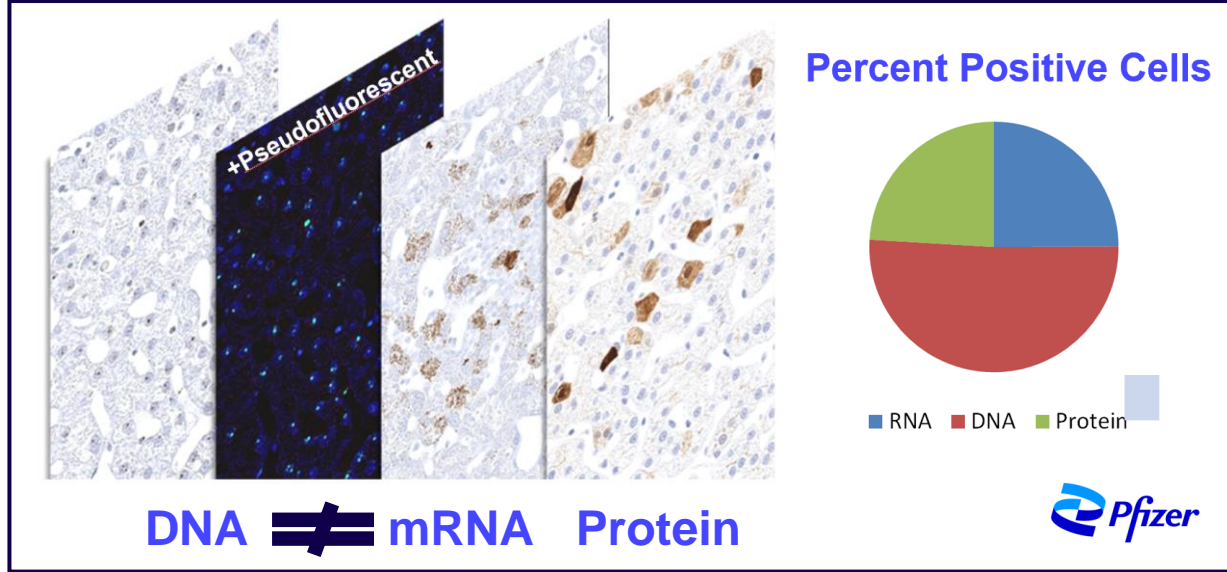 +Pseudofluorescent
Percent Positive Cells
RNA DNA Protein
DNA ≠ mRNA Protein
Pfizer